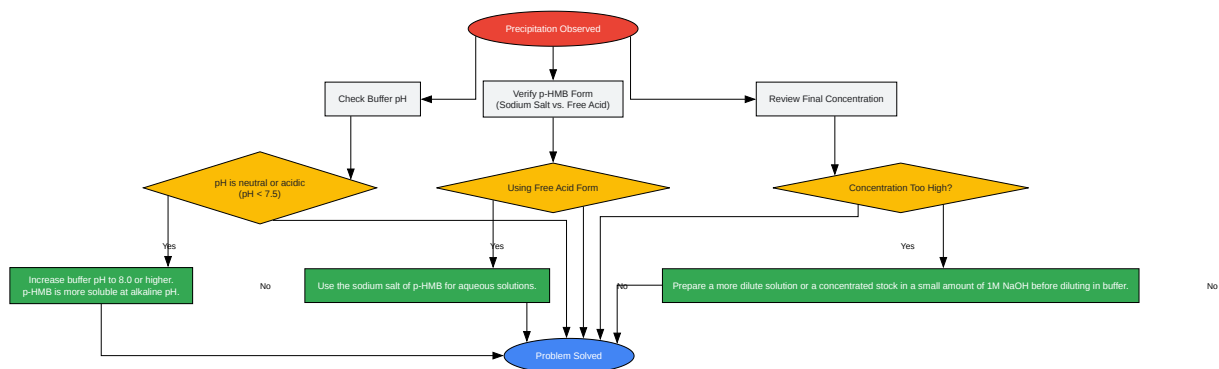 Precipitation Observed
Check Buffer pH
Verify p-HMB Form
(Sodium Salt vs. Free Acid)
Review Final Concentration
pH is neutral or acidic
(pH < 7.5)
Using Free Acid Form
Concentration Too High?
Yes
Yes
Yes
Increase buffer pH to 8.0 or higher.
p-HMB is more soluble at alkaline pH.
No
Use the sodium salt of p-HMB for aqueous solutions.
No
Prepare a more dilute solution or a concentrated stock in a small amount of 1M NaOH before diluting in buffer.
No
Problem Solved